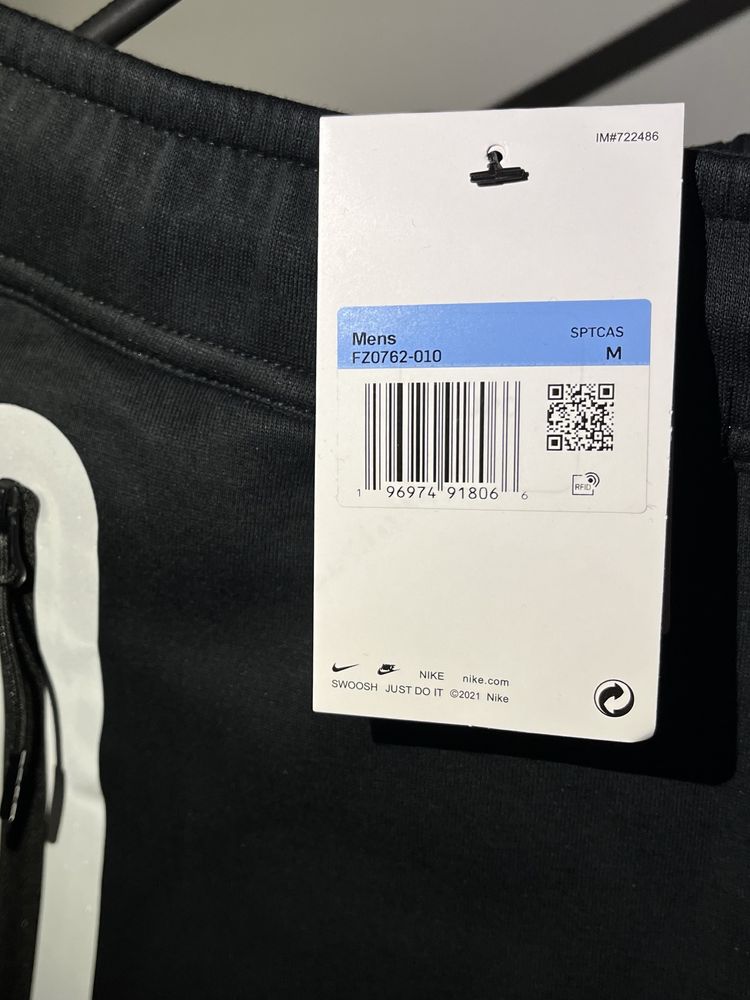 IM#722486
Mens SPTCAS
FZ0762-010 M
1 96974 91806 6
RFID
NIKE nike.com
SWOOSH JUST DO IT ©2021 Nike